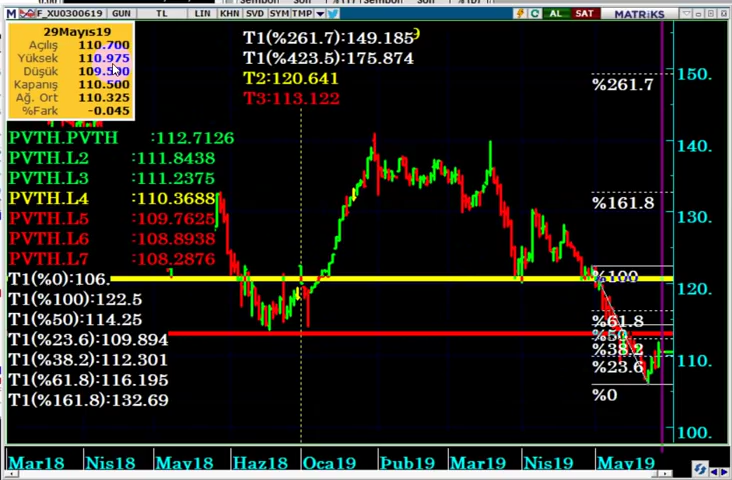 M F_XU0300619 GUN TL LIN KHN SVD SYM TMP AL SAT MATRiKS
29Mayıs19
Açılış 110.700
Yüksek 110.975
Düşük 109.500
Kapanış 110.500
Ağ. Ort 110.325
%Fark -0.045
T1(%261.7):149.185
T1(%423.5):175.874
T2:120.641
T3:113.122
PVTH.PVTH :112.7126
PVTH.L2 :111.8438
PVTH.L3 :111.2375
PVTH.L4 :110.3688
PVTH.L5 :109.7625
PVTH.L6 :108.8938
PVTH.L7 :108.2876
T1(%0):106.
T1(%100):122.5
T1(%50):114.25
T1(%23.6):109.894
T1(%38.2):112.301
T1(%61.8):116.195
T1(%161.8):132.69
%261.7
%161.8
%100
%61.8
%50
%38.2
%23.6
%0
150.
140.
130.
120.
110.
100.
Mar18 Nis18 May18 Haz18 Oca19 Þub19 Mar19 Nis19 May19